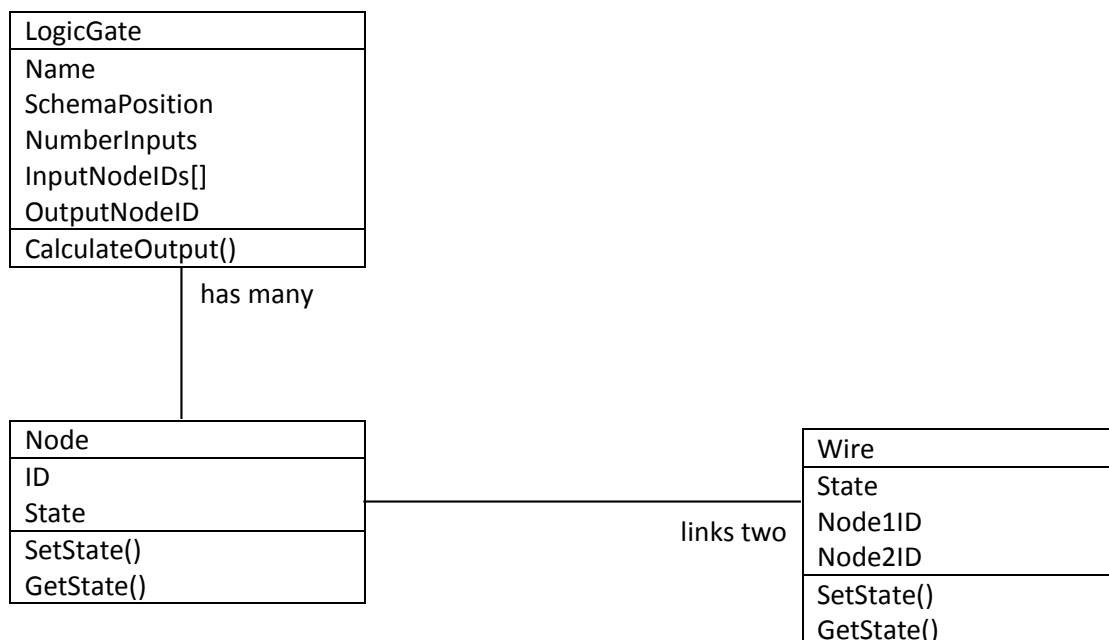 LogicGate
Name
SchemaPosition
NumberInputs
InputNodeIDs[]
OutputNodeID
CalculateOutput()
has many
Node
ID
State
SetState()
GetState()
links two
Wire
State
Node1ID
Node2ID
SetState()
GetState()